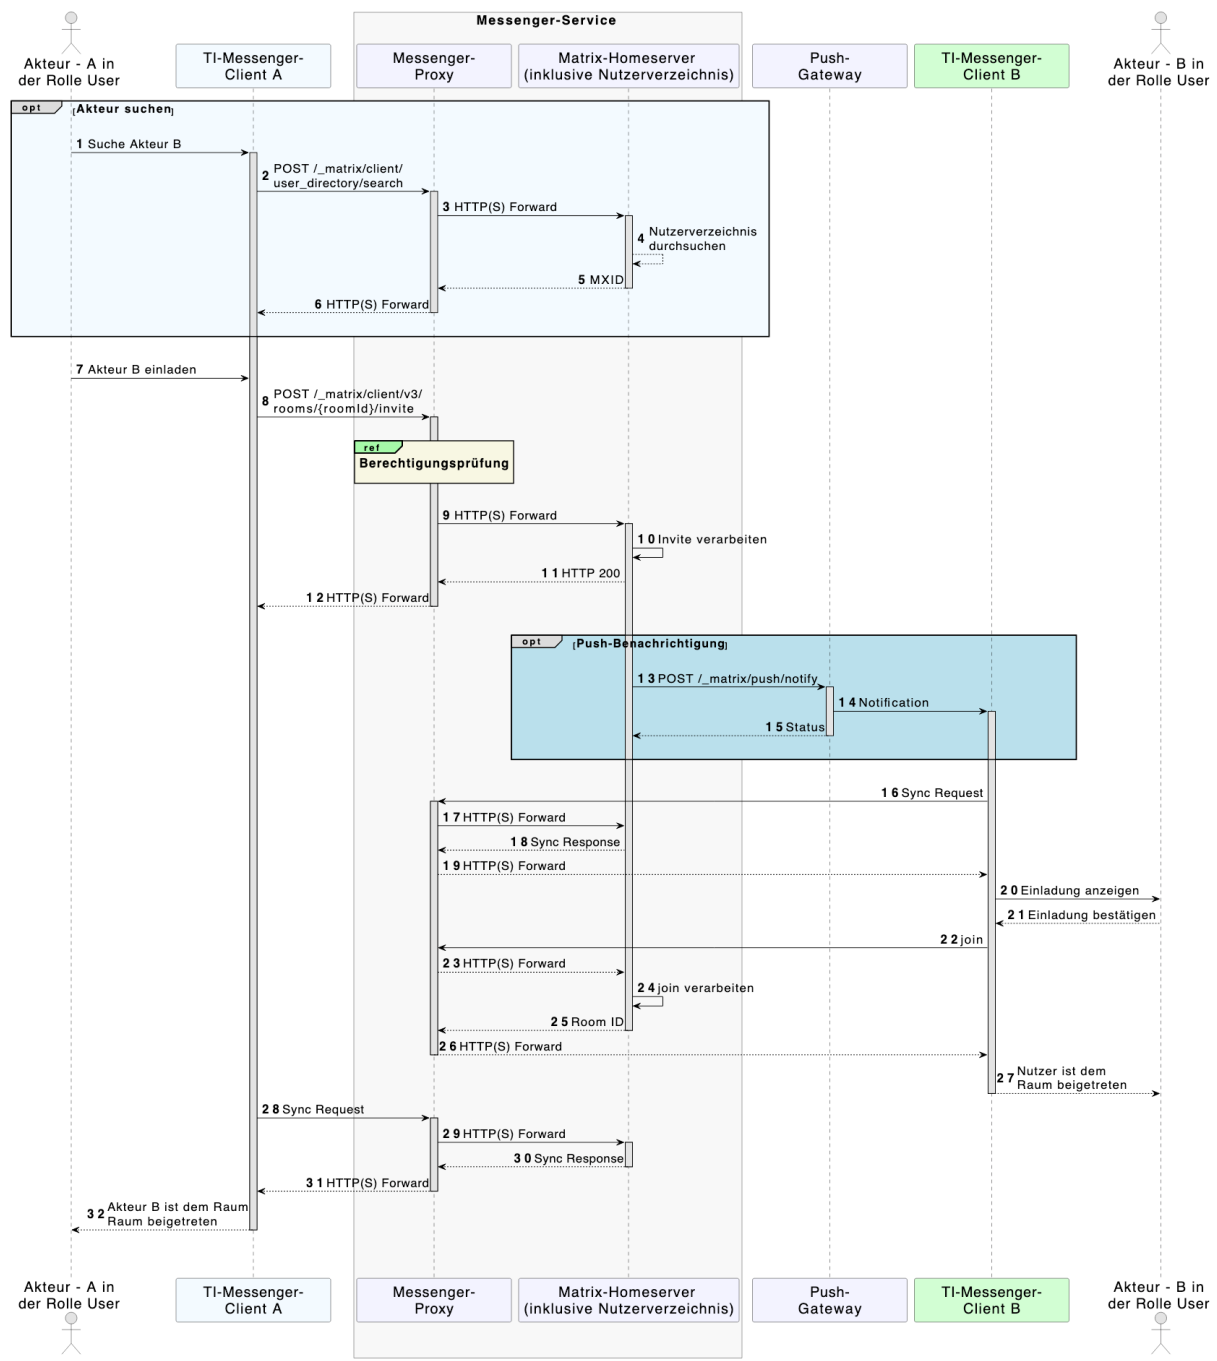 Messenger-Service
Akteur - A in
der Rolle User
TI-Messenger-
Client A
Messenger-
Proxy
Matrix-Homeserver
(inklusive Nutzerverzeichnis)
Push-
Gateway
TI-Messenger-
Client B
Akteur - B in
der Rolle User
opt [Akteur suchen]
1 Suche Akteur B
2 POST /_matrix/client/
user_directory/search
3 HTTP(S) Forward
4 Nutzerverzeichnis
durchsuchen
5 MXID
6 HTTP(S) Forward
7 Akteur B einladen
8 POST /_matrix/client/v3/
rooms/{roomId}/invite
ref
Berechtigungsprüfung
9 HTTP(S) Forward
10 Invite verarbeiten
11 HTTP 200
12 HTTP(S) Forward
opt [Push-Benachrichtigung]
13 POST /_matrix/push/notify
14 Notification
15 Status
16 Sync Request
17 HTTP(S) Forward
18 Sync Response
19 HTTP(S) Forward
20 Einladung anzeigen
21 Einladung bestätigen
22 join
23 HTTP(S) Forward
24 join verarbeiten
25 Room ID
26 HTTP(S) Forward
27 Nutzer ist dem
Raum beigetreten
28 Sync Request
29 HTTP(S) Forward
30 Sync Response
31 HTTP(S) Forward
32 Akteur B ist dem Raum
Raum beigetreten
Akteur - A in
der Rolle User
TI-Messenger-
Client A
Messenger-
Proxy
Matrix-Homeserver
(inklusive Nutzerverzeichnis)
Push-
Gateway
TI-Messenger-
Client B
Akteur - B in
der Rolle User